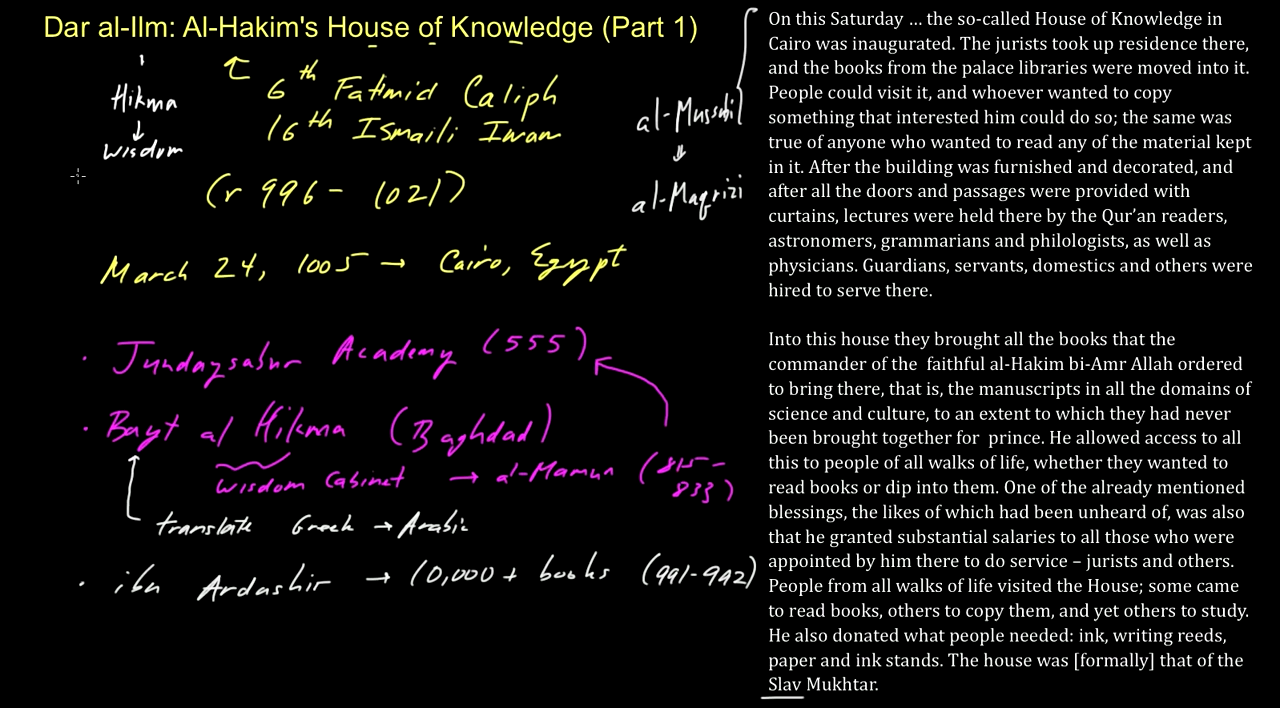 Dar al-Ilm: Al-Hakim's House of Knowledge (Part 1)
Hikma
wisdom
6th Fatimid Caliph
16th Ismaili Imam
(r 996 - 1021)
March 24, 1005 → Cairo, Egypt
· Jundaysabur Academy (555)
· Bayt al Hikma (Baghdad)
wisdom cabinet → al-Mamun (815-
833)
translate Greek → Arabic
· ibn Ardashir → 10,000+ books (991-992)
al-Mussabil
al-Maqrizi
On this Saturday … the so-called House of Knowledge in
Cairo was inaugurated. The jurists took up residence there,
and the books from the palace libraries were moved into it.
People could visit it, and whoever wanted to copy
something that interested him could do so; the same was
true of anyone who wanted to read any of the material kept
in it. After the building was furnished and decorated, and
after all the doors and passages were provided with
curtains, lectures were held there by the Qur’an readers,
astronomers, grammarians and philologists, as well as
physicians. Guardians, servants, domestics and others were
hired to serve there.
Into this house they brought all the books that the
commander of the faithful al-Hakim bi-Amr Allah ordered
to bring there, that is, the manuscripts in all the domains of
science and culture, to an extent to which they had never
been brought together for prince. He allowed access to all
this to people of all walks of life, whether they wanted to
read books or dip into them. One of the already mentioned
blessings, the likes of which had been unheard of, was also
that he granted substantial salaries to all those who were
appointed by him there to do service – jurists and others.
People from all walks of life visited the House; some came
to read books, others to copy them, and yet others to study.
He also donated what people needed: ink, writing reeds,
paper and ink stands. The house was [formally] that of the
Slav Mukhtar.